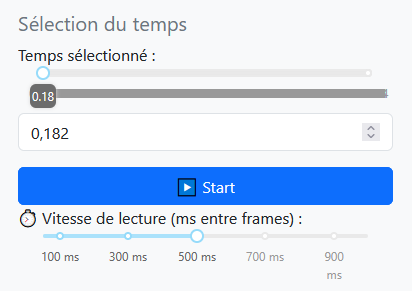 Sélection du temps
Temps sélectionné :
0.18
0,182
Start
Vitesse de lecture (ms entre frames) :
100 ms 300 ms 500 ms 700 ms 900 ms